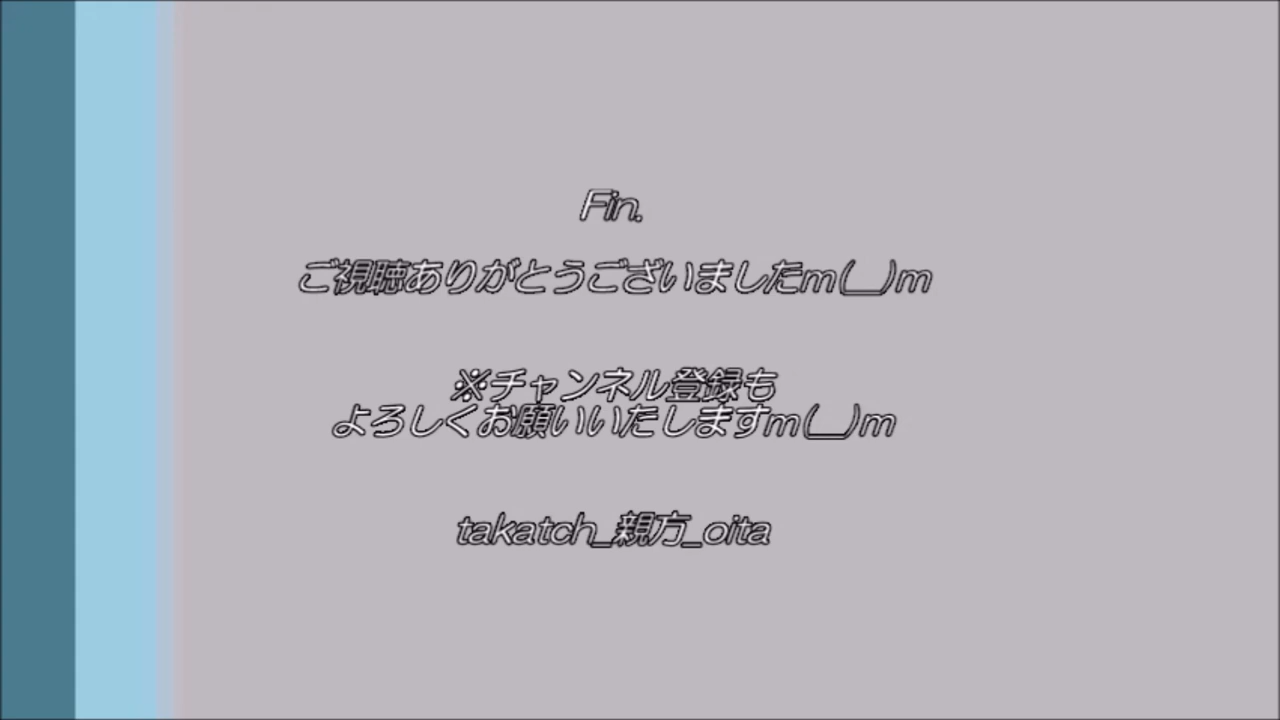 Fin.
ご視聴ありがとうございましたm(__)m
※チャンネル登録も
よろしくお願いいたしますm(__)m
takatch_親方_oita